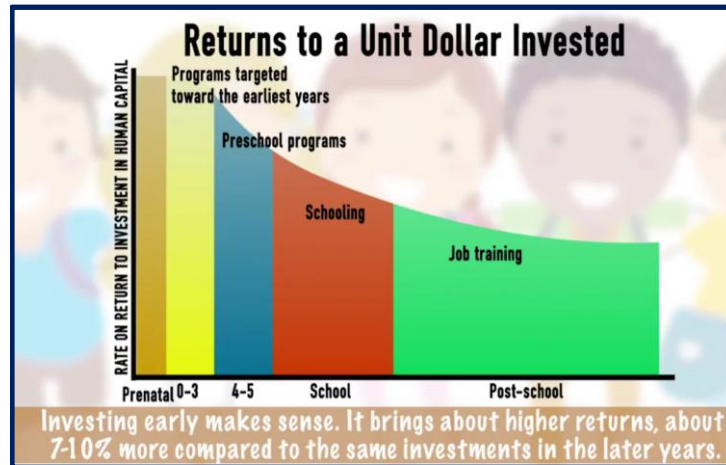 Returns to a Unit Dollar Invested
RATE ON RETURN TO INVESTMENT IN HUMAN CAPITAL
Programs targeted
toward the earliest years
Preschool programs
Schooling
Job training
Prenatal 0-3 4-5 School Post-school
Investing early makes sense. It brings about higher returns, about
7-10% more compared to the same investments in the later years.